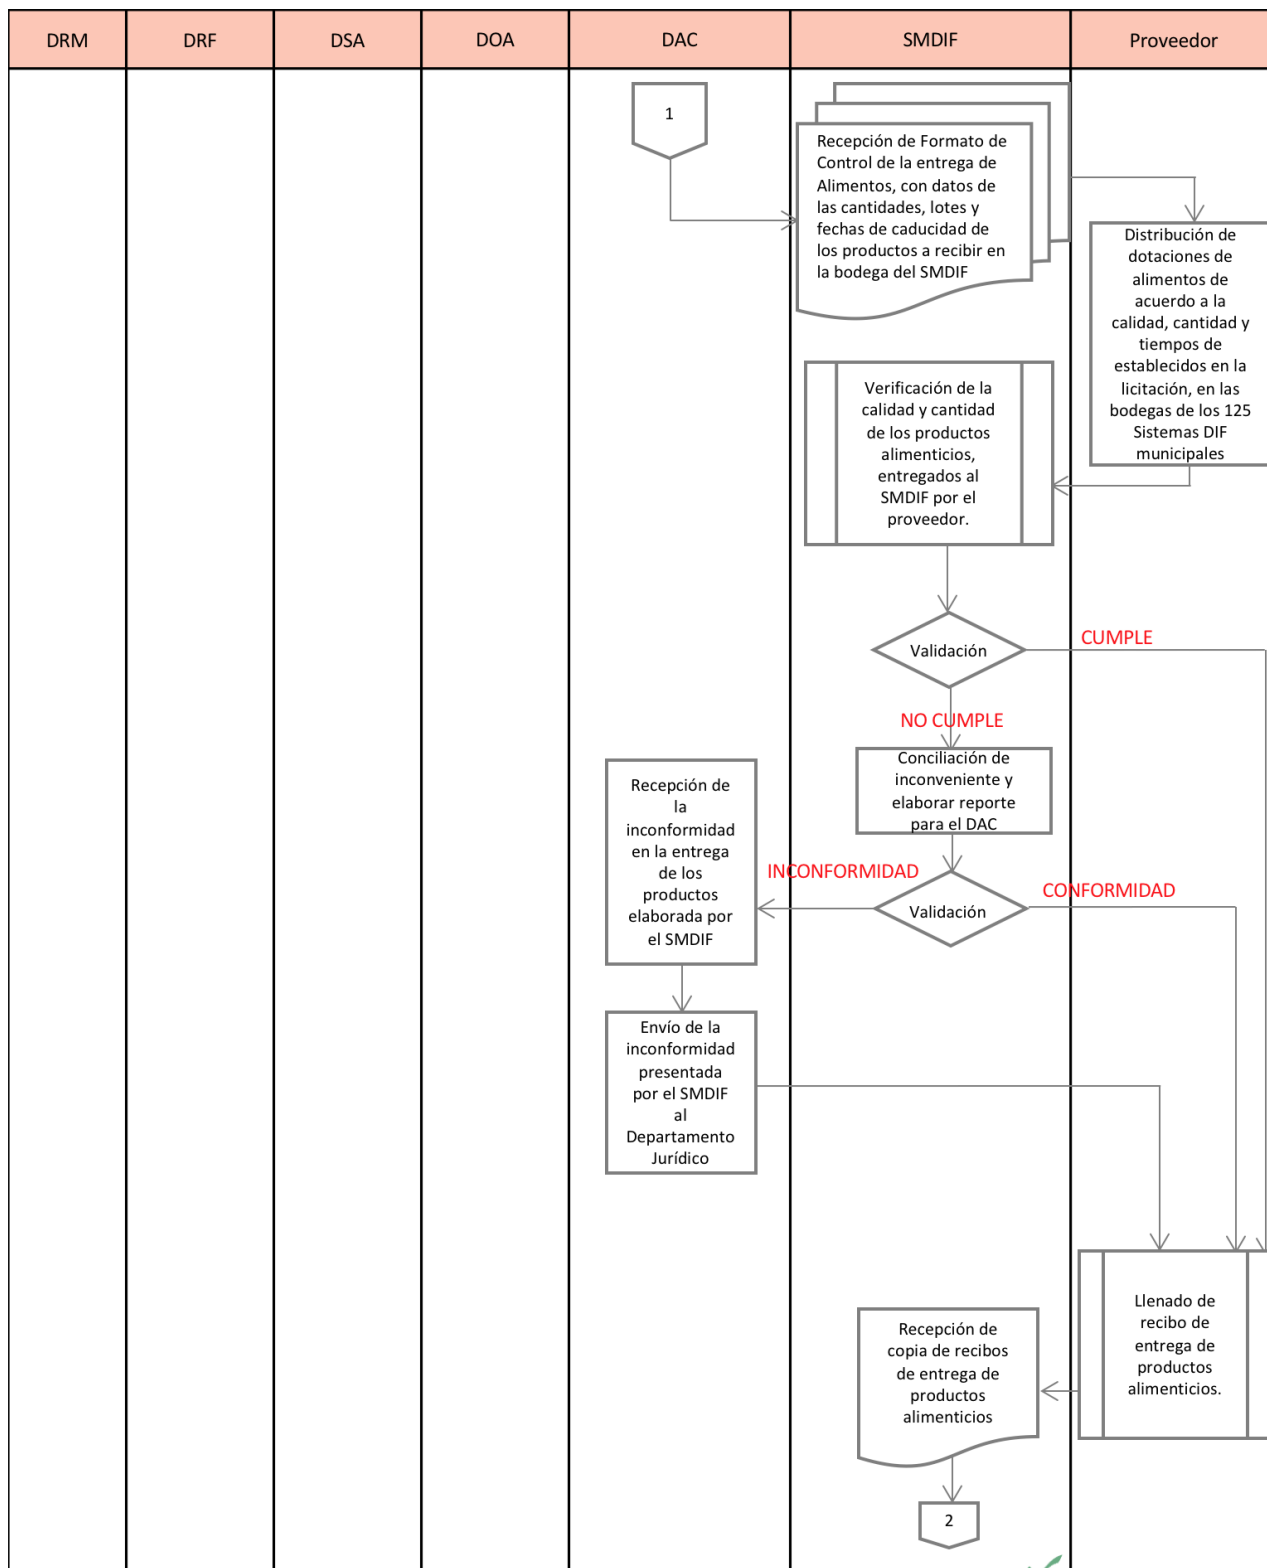 DRM DRF DSA DOA DAC SMDIF Proveedor
1
Recepción de Formato de
Control de la entrega de
Alimentos, con datos de
las cantidades, lotes y
fechas de caducidad de
los productos a recibir en
la bodega del SMDIF
Distribución de
dotaciones de
alimentos de
acuerdo a la
calidad, cantidad y
tiempos de
establecidos en la
licitación, en las
bodegas de los 125
Sistemas DIF
municipales
Verificación de la
calidad y cantidad
de los productos
alimenticios,
entregados al
SMDIF por el
proveedor.
Validación
CUMPLE
NO CUMPLE
Conciliación de
inconveniente y
elaborar reporte
para el DAC
Validación
INCONFORMIDAD
CONFORMIDAD
Recepción de
la
inconformidad
en la entrega
de los
productos
elaborada por
el SMDIF
Envío de la
inconformidad
presentada
por el SMDIF
al
Departamento
Jurídico
Llenado de
recibo de
entrega de
productos
alimenticios.
Recepción de
copia de recibos
de entrega de
productos
alimenticios
2